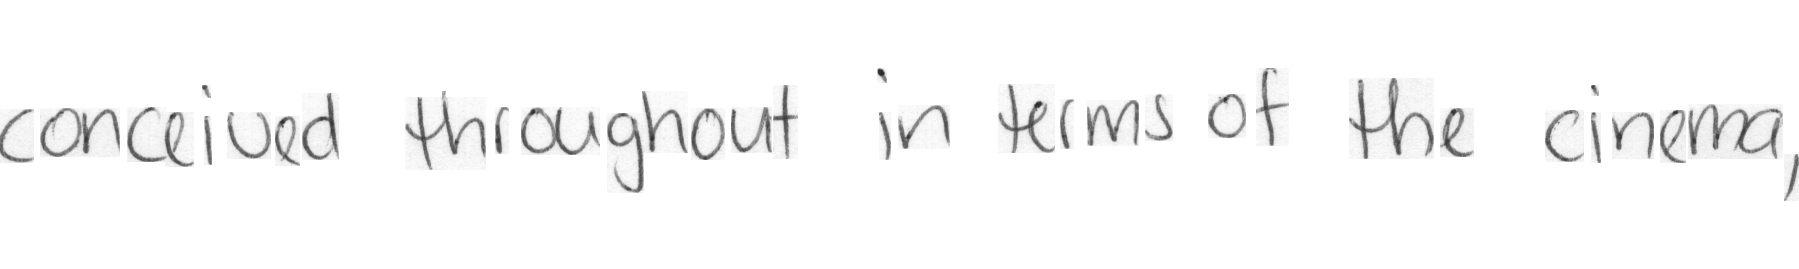 conceived throughout in terms of the cinema,